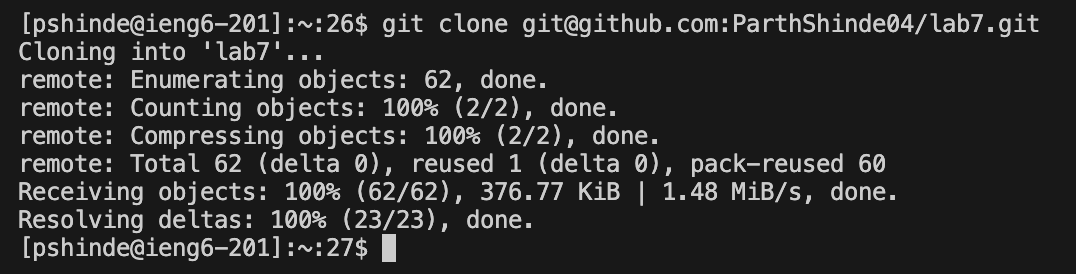 [pshinde@ieng6-201]:~:26$ git clone git@github.com:ParthShinde04/lab7.git
Cloning into 'lab7'...
remote: Enumerating objects: 62, done.
remote: Counting objects: 100% (2/2), done.
remote: Compressing objects: 100% (2/2), done.
remote: Total 62 (delta 0), reused 1 (delta 0), pack-reused 60
Receiving objects: 100% (62/62), 376.77 KiB | 1.48 MiB/s, done.
Resolving deltas: 100% (23/23), done.
[pshinde@ieng6-201]:~:27$